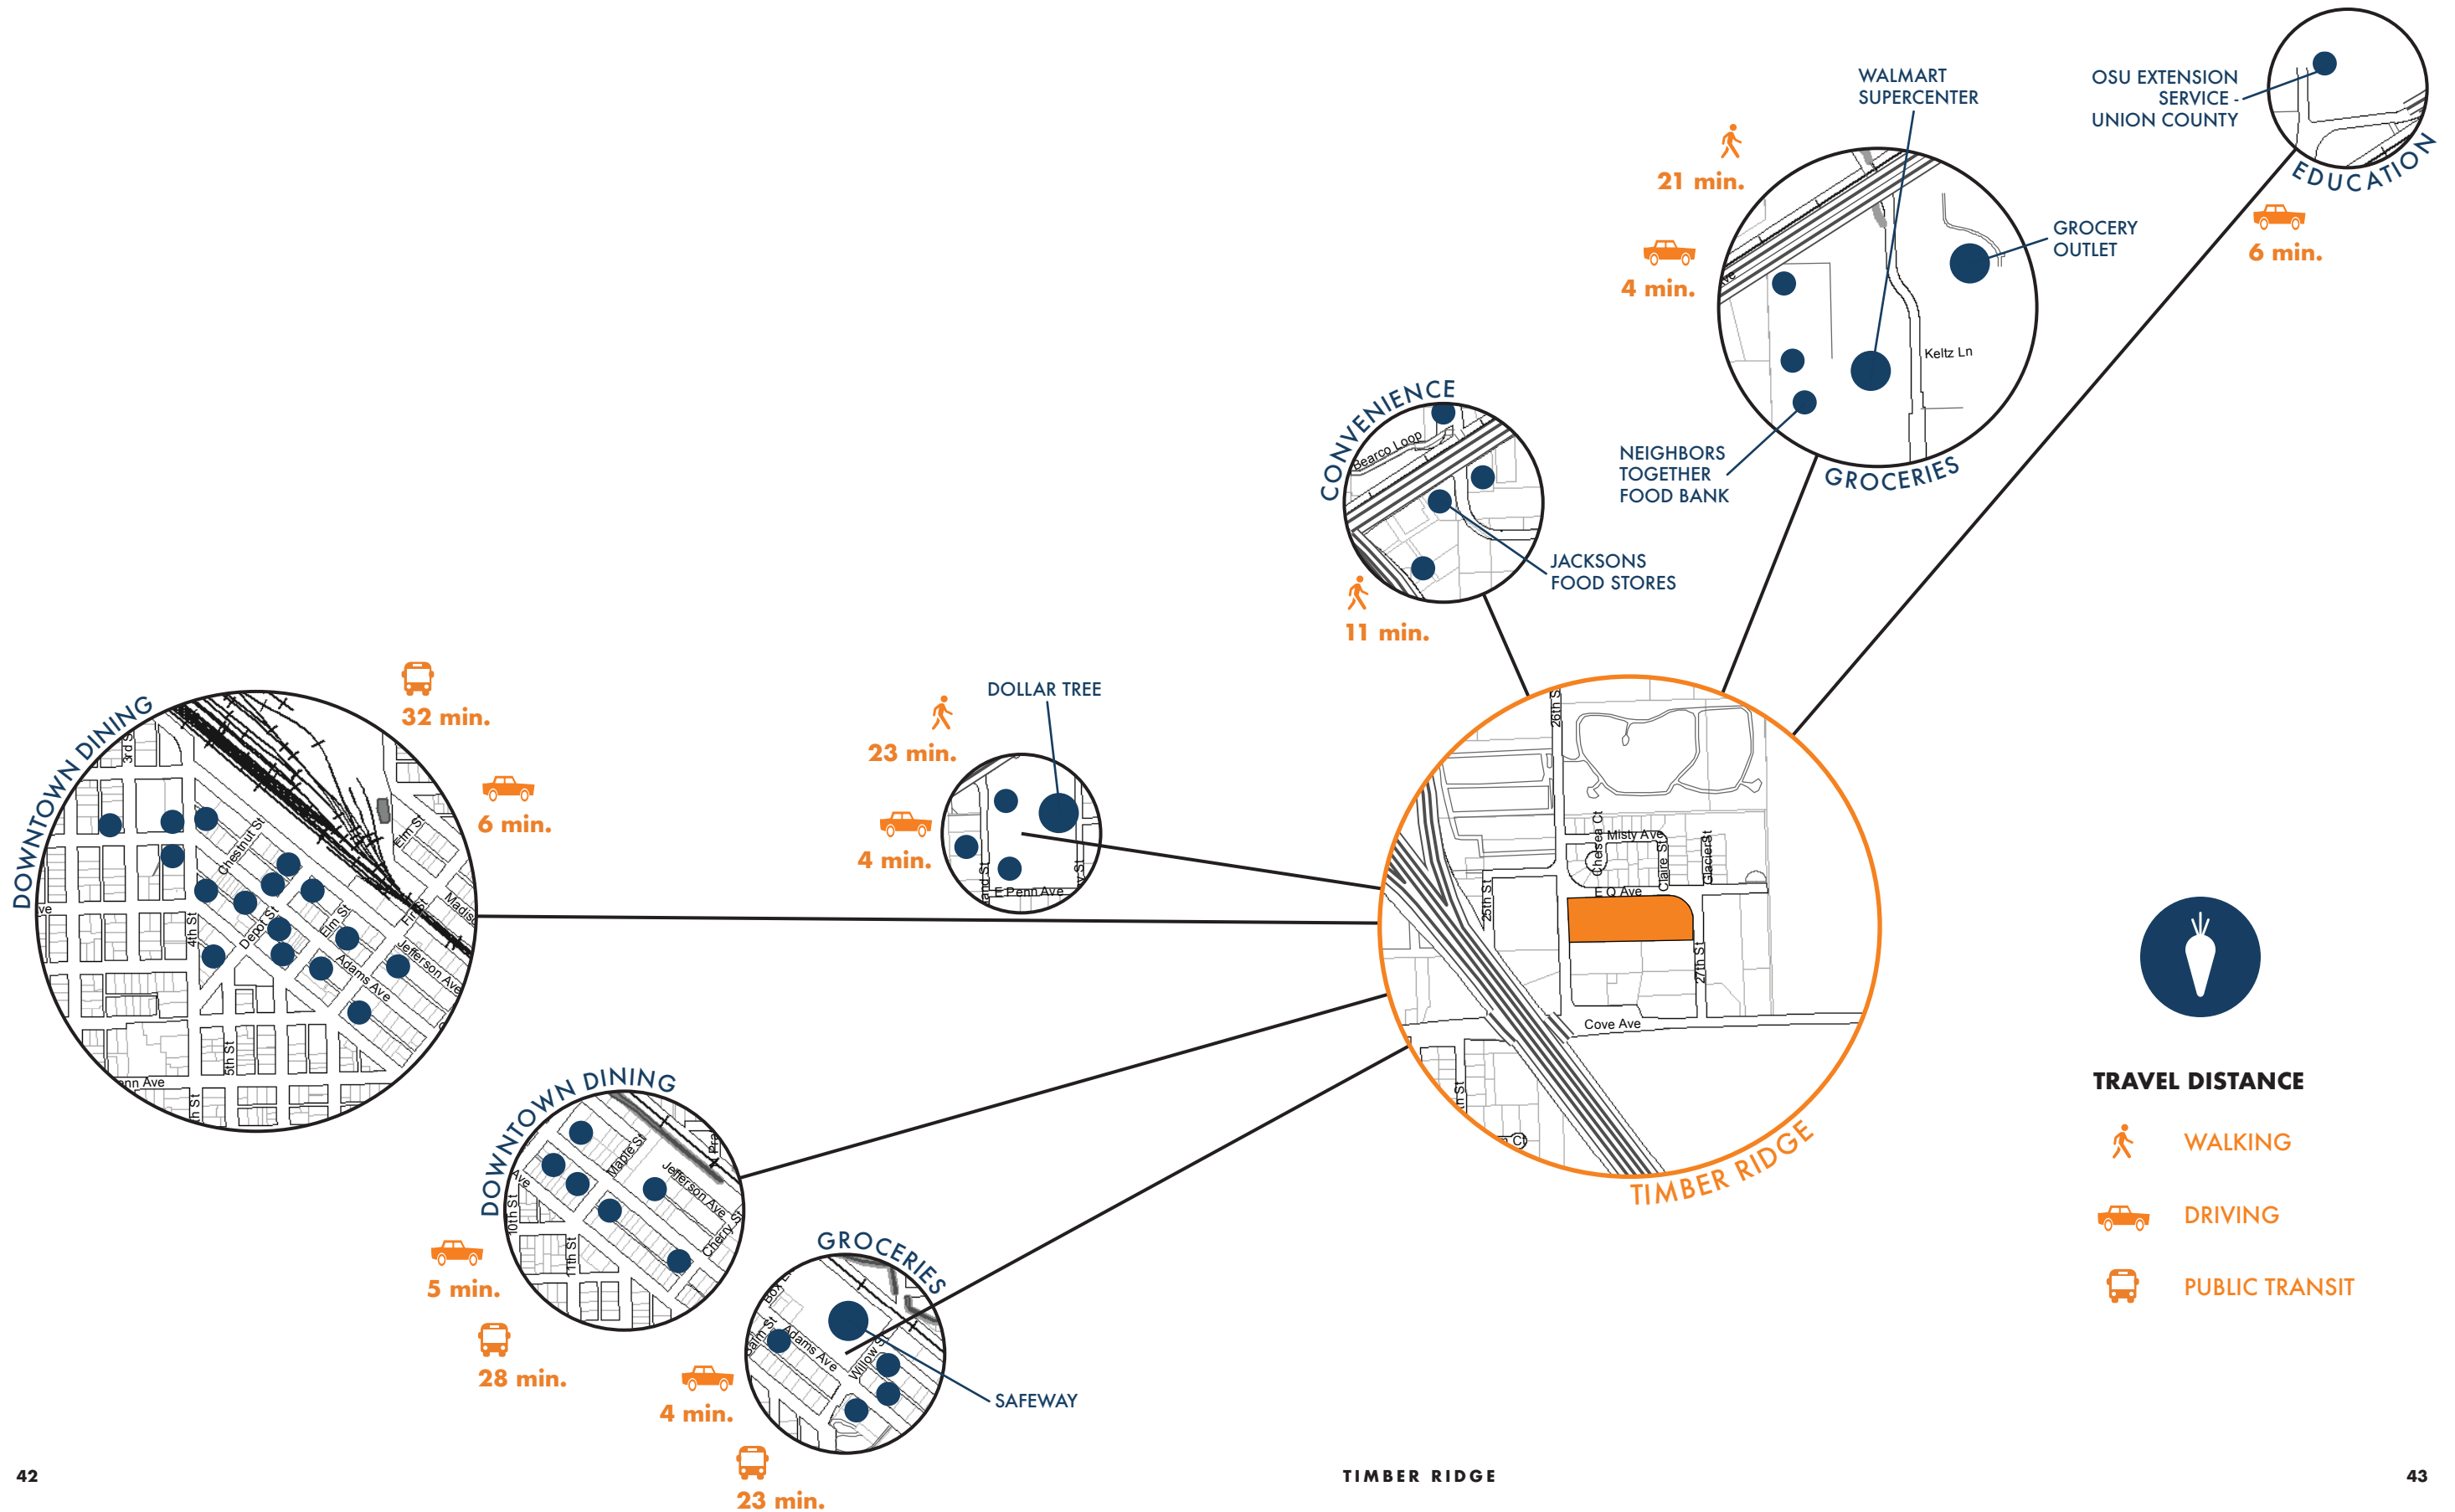 WALMART
SUPERCENTER
OSU EXTENSION
SERVICE -
UNION COUNTY
EDUCATION
6 min.
21 min.
4 min.
GROCERY
OUTLET
Keltz Ln
NEIGHBORS
TOGETHER
FOOD BANK
GROCERIES
CONVENIENCE
Bearco Loop
JACKSONS
FOOD STORES
11 min.
DOWNTOWN DINING
32 min.
6 min.
Chestnut St
Elm St
4th St
Depot St
Elm St
Fir St
Jefferson Ave
Adams Ave
5th St
DOLLAR TREE
23 min.
4 min.
E Penn Ave
26th S
Chelsea Ct
Misty Ave
Claire St
Glacier St
E Q Ave
25th St
27th St
Cove Ave
TIMBER RIDGE
DOWNTOWN DINING
Maple St
Jefferson Ave
Ave
10th St
11th St
Cherry St
5 min.
28 min.
GROCERIES
Adams Ave
Willow S
SAFEWAY
4 min.
23 min.
TRAVEL DISTANCE
WALKING
DRIVING
PUBLIC TRANSIT
42
TIMBER RIDGE
43